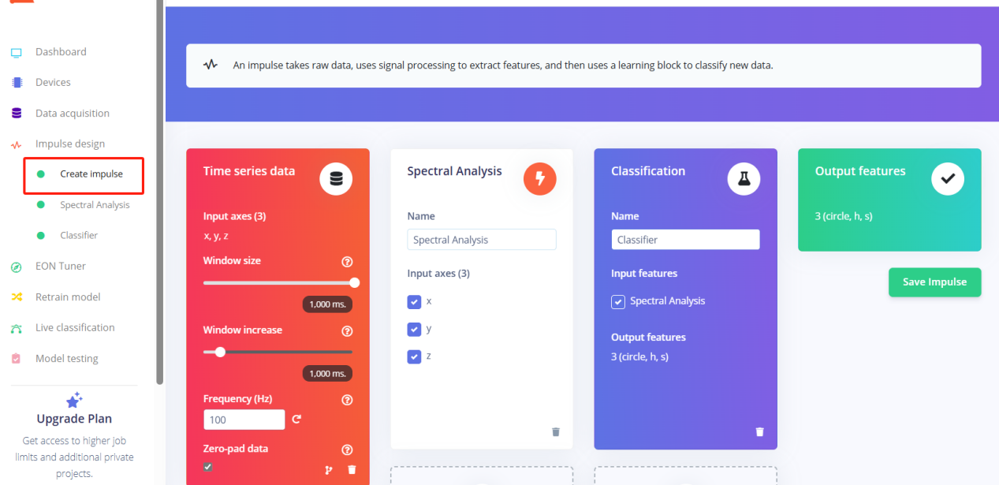 Dashboard
Devices
Data acquisition
Impulse design
Create impulse
Spectral Analysis
Classifier
EON Tuner
Retrain model
Live classification
Model testing
Upgrade Plan
Get access to higher job
limits and additional private
projects.
An impulse takes raw data, uses signal processing to extract features, and then uses a learning block to classify new data.
Time series data
Input axes (3)
x, y, z
Window size
1,000 ms.
Window increase
1,000 ms.
Frequency (Hz)
100
Zero-pad data
Spectral Analysis
Name
Spectral Analysis
Input axes (3)
x
y
z
Classification
Name
Classifier
Input features
Spectral Analysis
Output features
3 (circle, h, s)
Output features
3 (circle, h, s)
Save Impulse